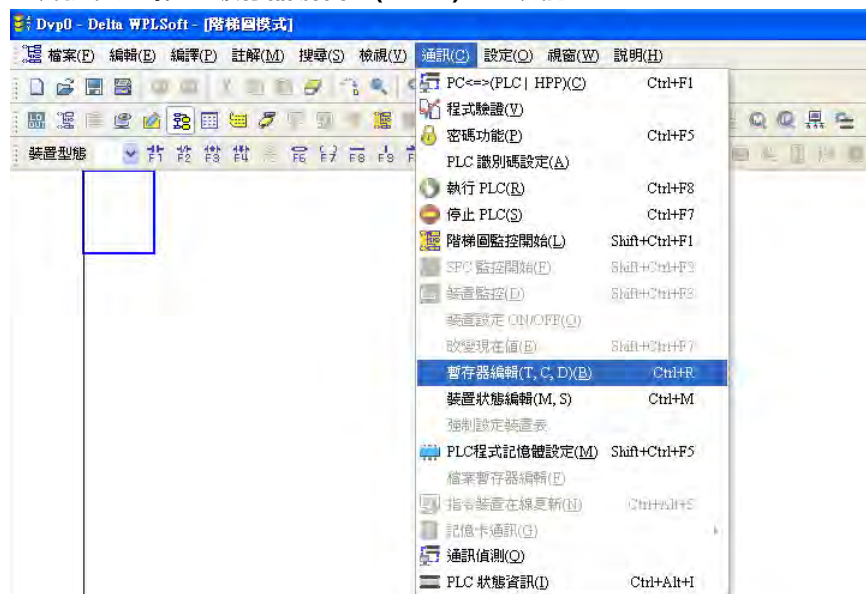 Dvp0 - Delta WPLSoft - [階梯圖模式]
檔案(F) 編輯(E) 編譯(P) 註解(M) 搜尋(S) 檢視(V) 通訊(C) 設定(O) 視窗(W) 說明(H)
PC<=>(PLC | HPP)(C) Ctrl+F1
程式驗證(V)
密碼功能(P) Ctrl+F5
PLC 識別碼設定(A)
裝置型態 F1 F2 F3 F4 F6 F7 F8 F9
執行 PLC(R) Ctrl+F8
停止 PLC(S) Ctrl+F7
階梯圖監控開始(L) Shift+Ctrl+F1
SFC 監控開始(F) Shift+Ctrl+F2
裝置監控(D) Shift+Ctrl+F3
裝置設定 ON/OFF(O)
改變現在值(E) Shift+Ctrl+F7
暫存器編輯(T, C, D)(B) Ctrl+R
裝置狀態編輯(M, S) Ctrl+M
強制設定裝置表
PLC程式記憶體設定(M) Shift+Ctrl+F5
檔案暫存器編輯(F)
指令裝置在線更新(N) Ctrl+Alt+S
記憶卡通訊(G)
通訊偵測(Q)
PLC 狀態資訊(I) Ctrl+Alt+I